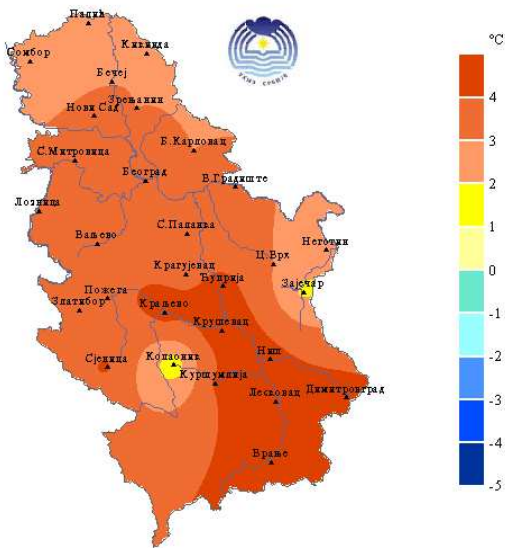 Палић
Сомбор
Кикинда
Бечеј
Зрењанин
Нови Сад
Б.Карловац
С.Митровица
Београд
В.Градиште
Лозница
Ваљево
С.Паланка
Ц.Врх
Неготин
Крагујевац
Ћуприја
Зајечар
Пожега
Златибор
Краљево
Крушевац
Сјеница
Копаоник
Ниш
Куршумлија
Лесковац
Димитровград
Врање
°C
4
3
2
1
0
-1
-2
-3
-4
-5